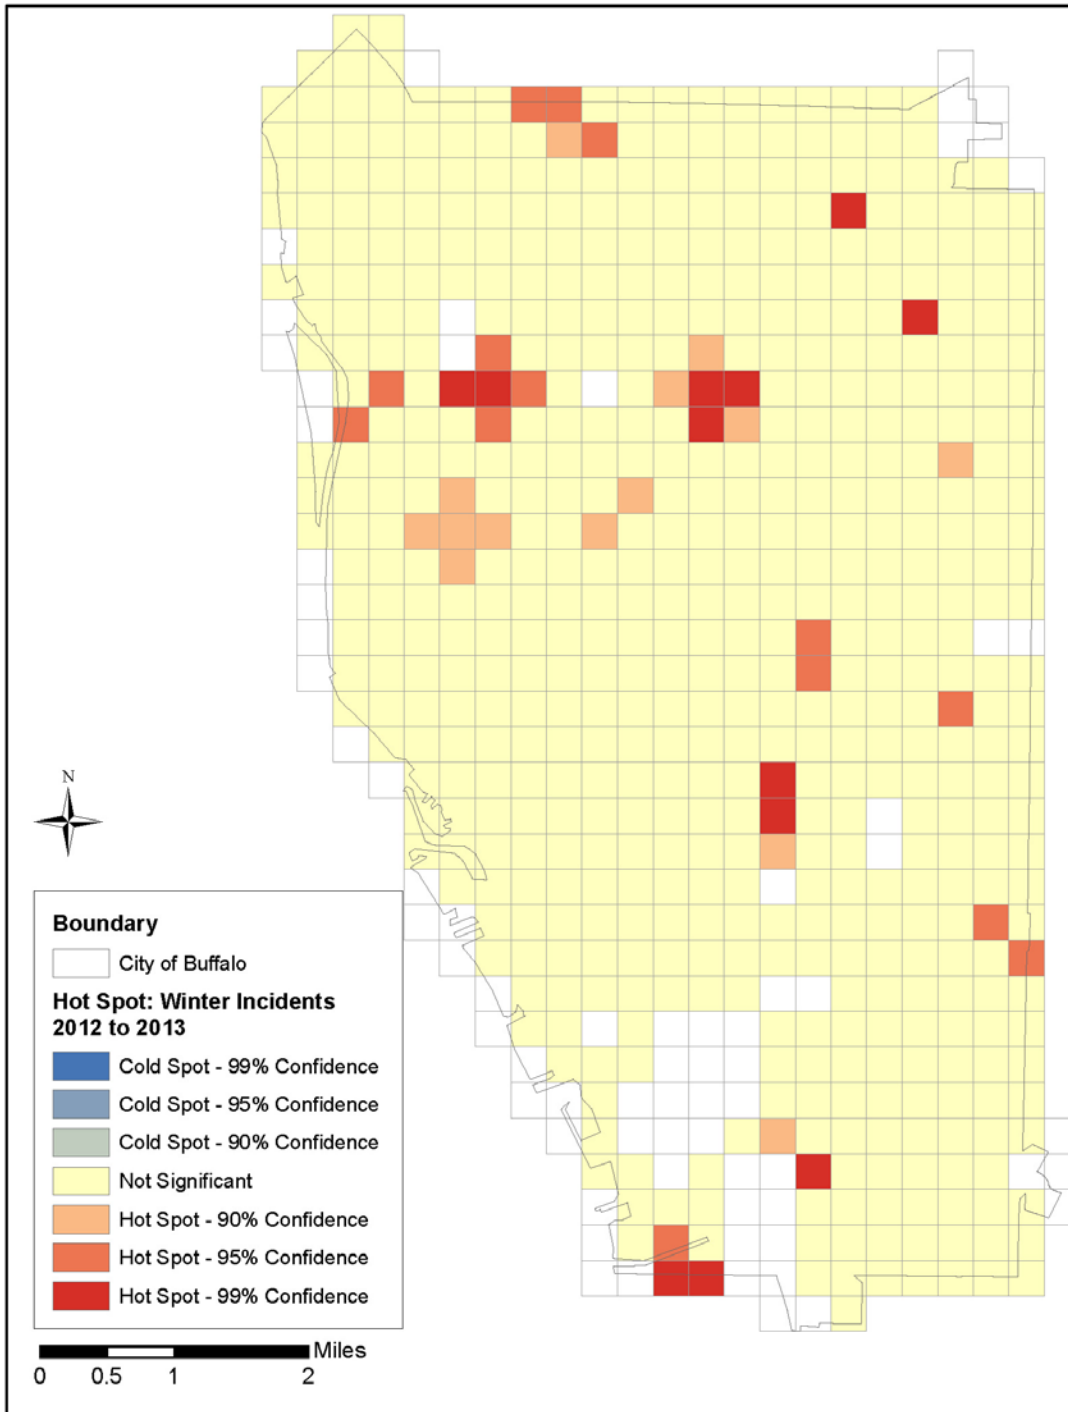 N
Boundary
City of Buffalo
Hot Spot: Winter Incidents
2012 to 2013
Cold Spot - 99% Confidence
Cold Spot - 95% Confidence
Cold Spot - 90% Confidence
Not Significant
Hot Spot - 90% Confidence
Hot Spot - 95% Confidence
Hot Spot - 99% Confidence
Miles
0 0.5 1 2